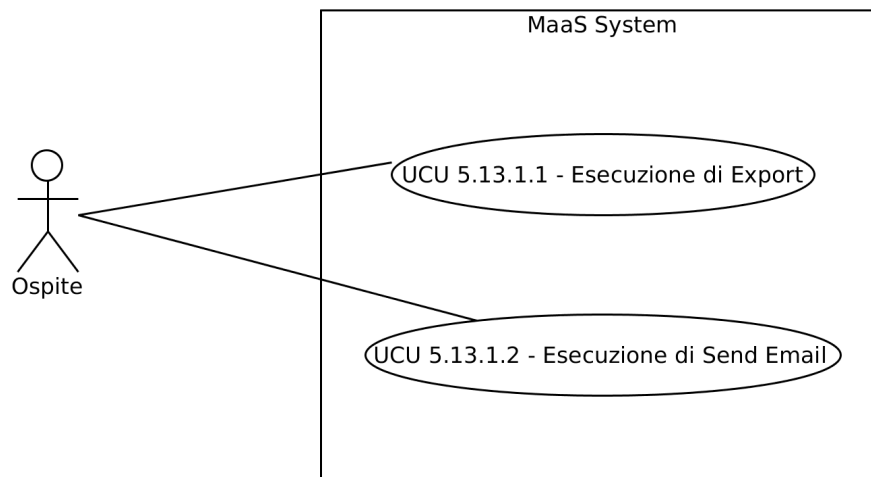 MaaS System
UCU 5.13.1.1 - Esecuzione di Export
Ospite
UCU 5.13.1.2 - Esecuzione di Send Email